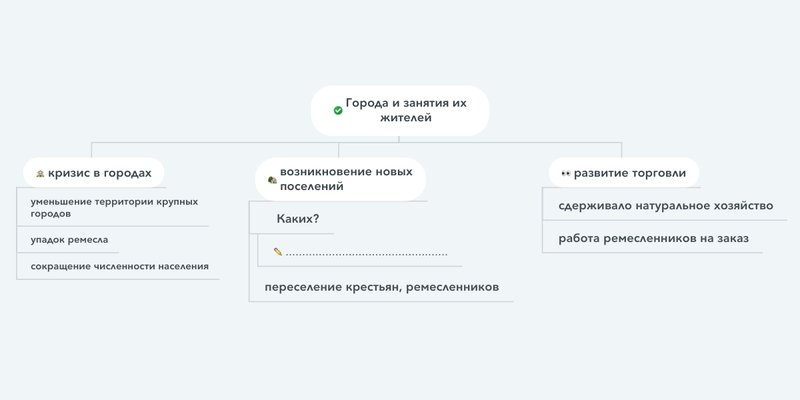 Города и занятия их
жителей
кризис в городах
уменьшение территории крупных
городов
упадок ремесла
сокращение численности населения
возникновение новых
поселений
Каких?
.................................................
переселение крестьян, ремесленников
развитие торговли
сдерживало натуральное хозяйство
работа ремесленников на заказ